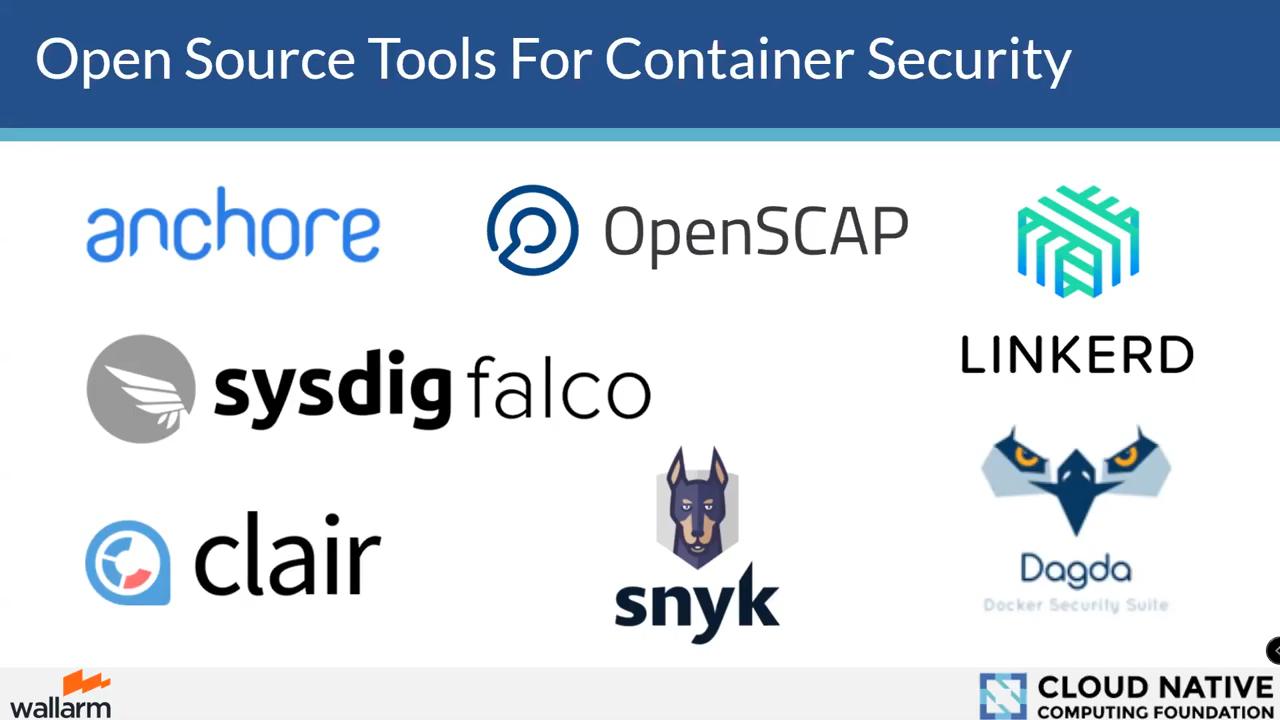 Open Source Tools For Container Security
anchore
OpenSCAP
LINKERD
sysdig falco
clair
snyk
Dagda
Docker Security Suite
wallarm
CLOUD NATIVE
COMPUTING FOUNDATION